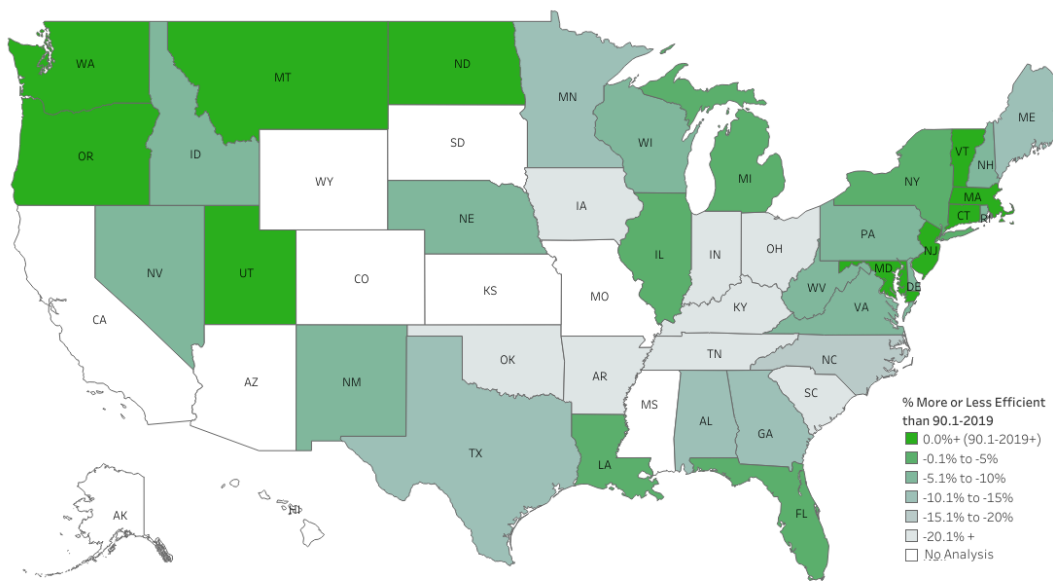 WA
MT
ND
MN
ME
OR
ID
SD
WI
VT
NH
NY
MA
WY
MI
CT
RI
IA
NE
PA
NJ
NV
UT
IL
IN
OH
MD
CO
KS
MO
WV
DE
CA
KY
VA
OK
TN
NC
AZ
NM
AR
SC
MS
AL
GA
TX
LA
FL
AK
HI
% More or Less Efficient
than 90.1-2019
0.0%+ (90.1-2019+)
-0.1% to -5%
-5.1% to -10%
-10.1% to -15%
-15.1% to -20%
-20.1% +
No Analysis